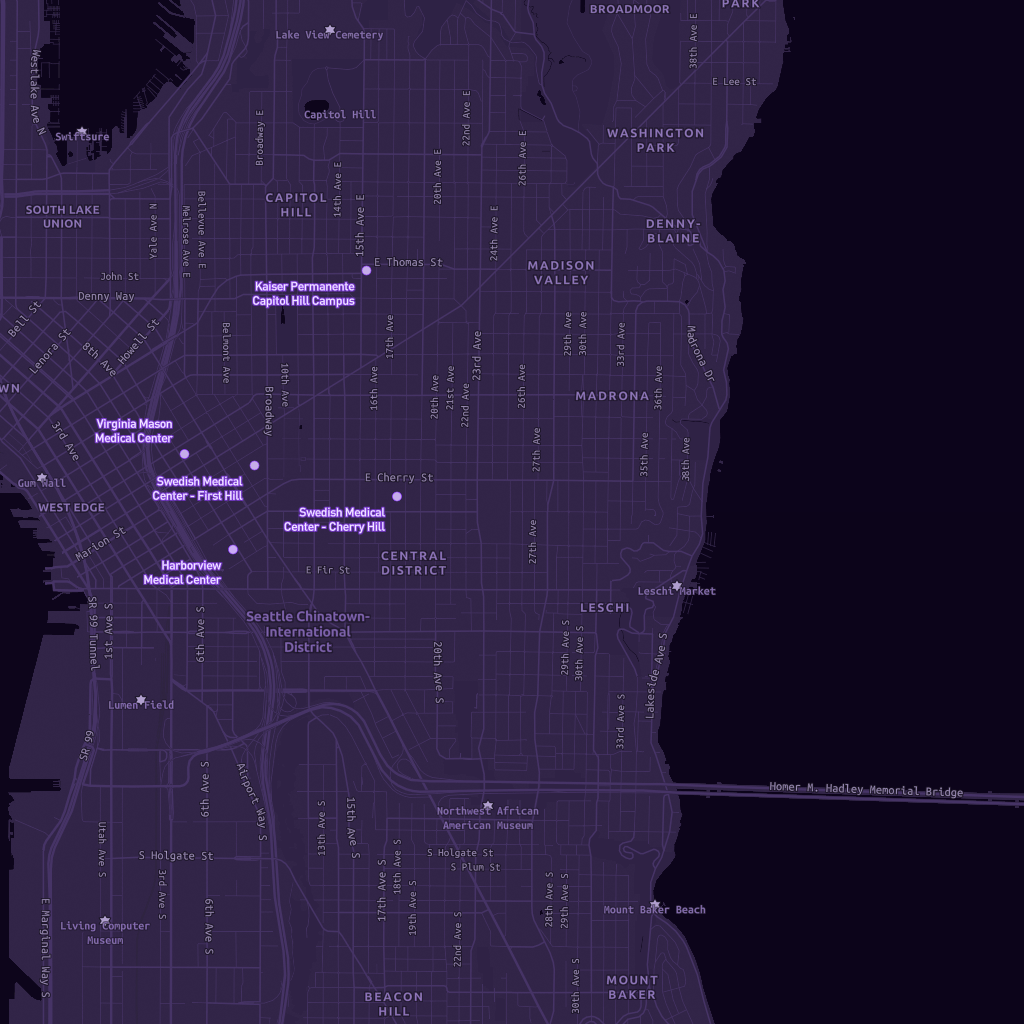 BROADMOOR
PARK
Lake View Cemetery
38th Ave E
Westlake Ave N
E Lee St
22nd Ave E
Capitol Hill
Swiftsure
Broadway E
WASHINGTON
PARK
26th Ave E
20th Ave E
14th Ave E
CAPITOL
HILL
SOUTH LAKE
UNION
Yale Ave N
Melrose Ave E
Bellevue Ave E
15th Ave E
24th Ave E
DENNY-
BLAINE
E Thomas St
MADISON
VALLEY
John St
Denny Way
Kaiser Permanente
Capitol Hill Campus
Bell St
Lenora St
8th Ave
Howell St
Belmont Ave
17th Ave
23rd Ave
29th Ave
30th Ave
33rd Ave
Madrona Dr
10th Ave
16th Ave
20th Ave
21st Ave
22nd Ave
26th Ave
36th Ave
WN
MADRONA
Broadway
Virginia Mason
Medical Center
3rd Ave
27th Ave
35th Ave
38th Ave
Gum Wall
Swedish Medical
Center - First Hill
E Cherry St
WEST EDGE
Swedish Medical
Center - Cherry Hill
Marion St
27th Ave
CENTRAL
DISTRICT
Harborview
Medical Center
E Fir St
Leschi Market
LESCHI
SR 99 Tunnel
1st Ave S
6th Ave S
Seattle Chinatown-
International
District
29th Ave S
30th Ave S
20th Ave S
Lakeside Ave S
Lumen Field
33rd Ave S
SR 99
6th Ave S
Airport Way S
Homer M. Hadley Memorial Bridge
Northwest African
American Museum
13th Ave S
15th Ave S
Utah Ave S
S Holgate St
S Holgate St
S Plum St
3rd Ave S
17th Ave S
18th Ave S
19th Ave S
28th Ave S
29th Ave S
Mount Baker Beach
E Marginal Way S
Living Computer
Museum
6th Ave S
22nd Ave S
30th Ave S
MOUNT
BAKER
BEACON
HILL